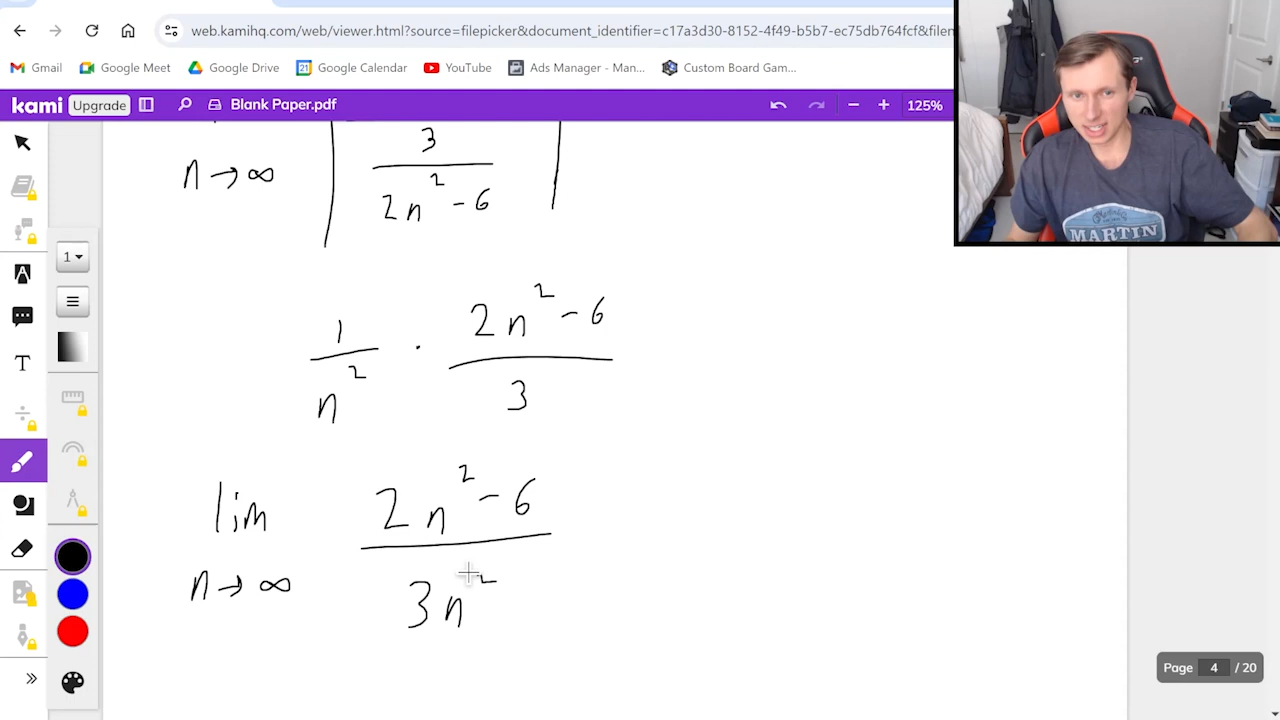 web.kamihq.com/web/viewer.html?source=filepicker&document_identifier=c17a3d30-8152-4f49-b5b7-ec75db764fcf&filen
Gmail Google Meet Google Drive 21 Google Calendar YouTube Ads Manager - Man... Custom Board Gam...
kami Upgrade Blank Paper.pdf 125%
n→∞ | 3
2n² - 6 |
1 ▾
1 2n² - 6
— · —
n² 3
T
lim 2n² - 6
n→∞ 3n²
Page 4 / 20
MARTIN